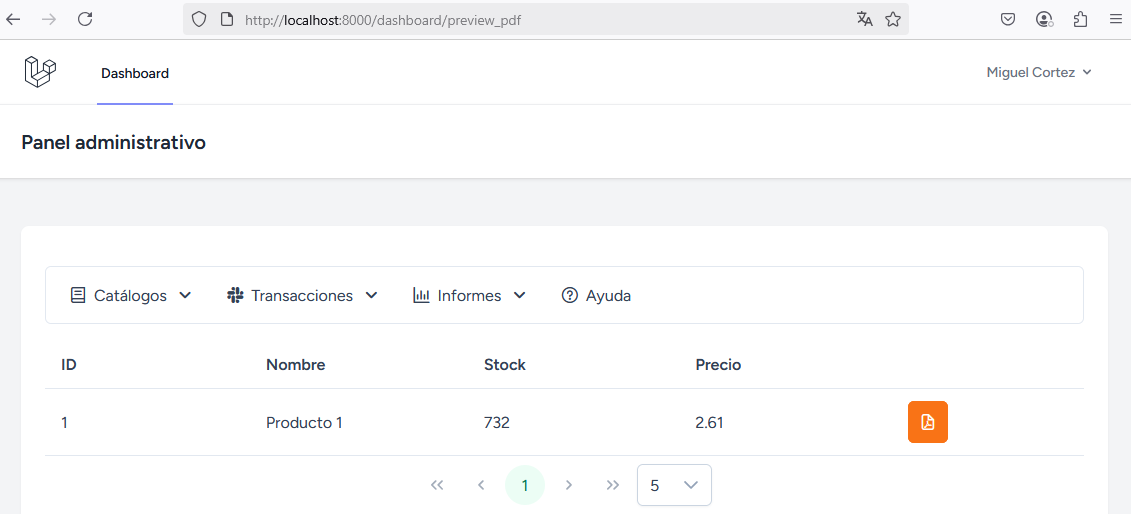 http://localhost:8000/dashboard/preview_pdf
Dashboard
Miguel Cortez
Panel administrativo
Catálogos Transacciones Informes Ayuda
ID Nombre Stock Precio
1 Producto 1 732 2.61
1 5